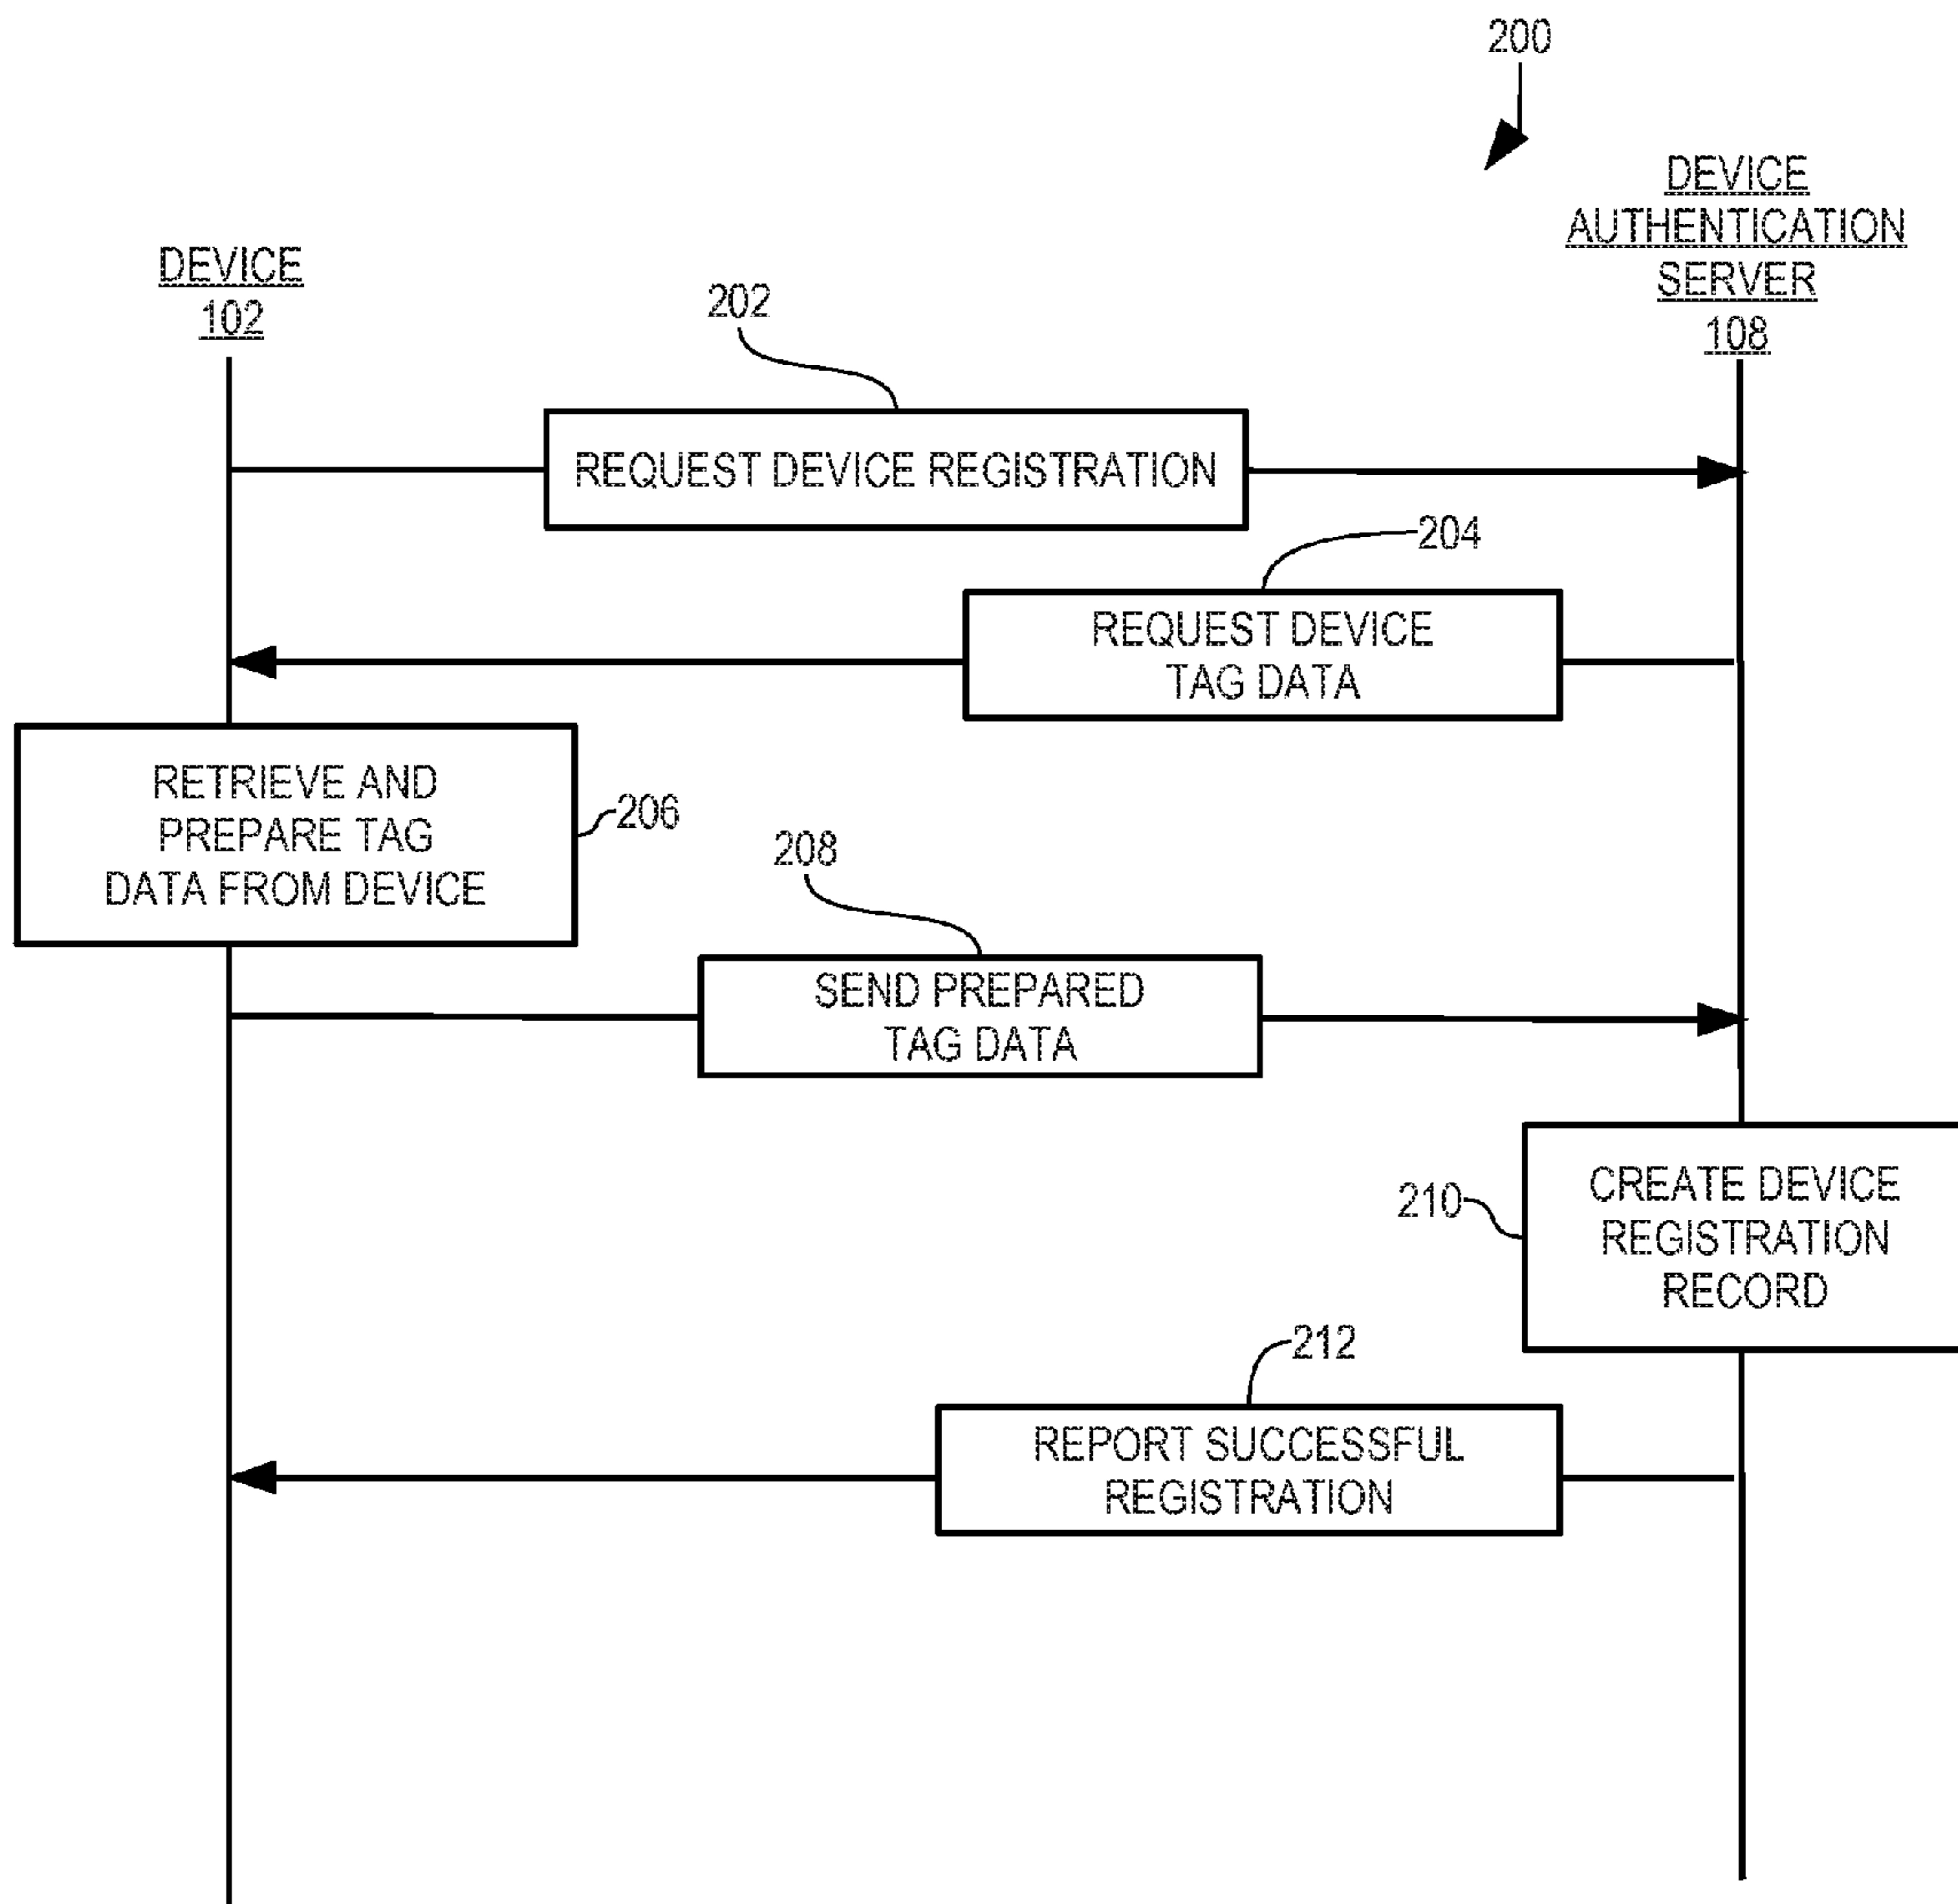 200
DEVICE
AUTHENTICATION
SERVER
108
DEVICE
102
202
REQUEST DEVICE REGISTRATION
204
REQUEST DEVICE
TAG DATA
RETRIEVE AND
PREPARE TAG
DATA FROM DEVICE
206
208
SEND PREPARED
TAG DATA
210
CREATE DEVICE
REGISTRATION
RECORD
212
REPORT SUCCESSFUL
REGISTRATION